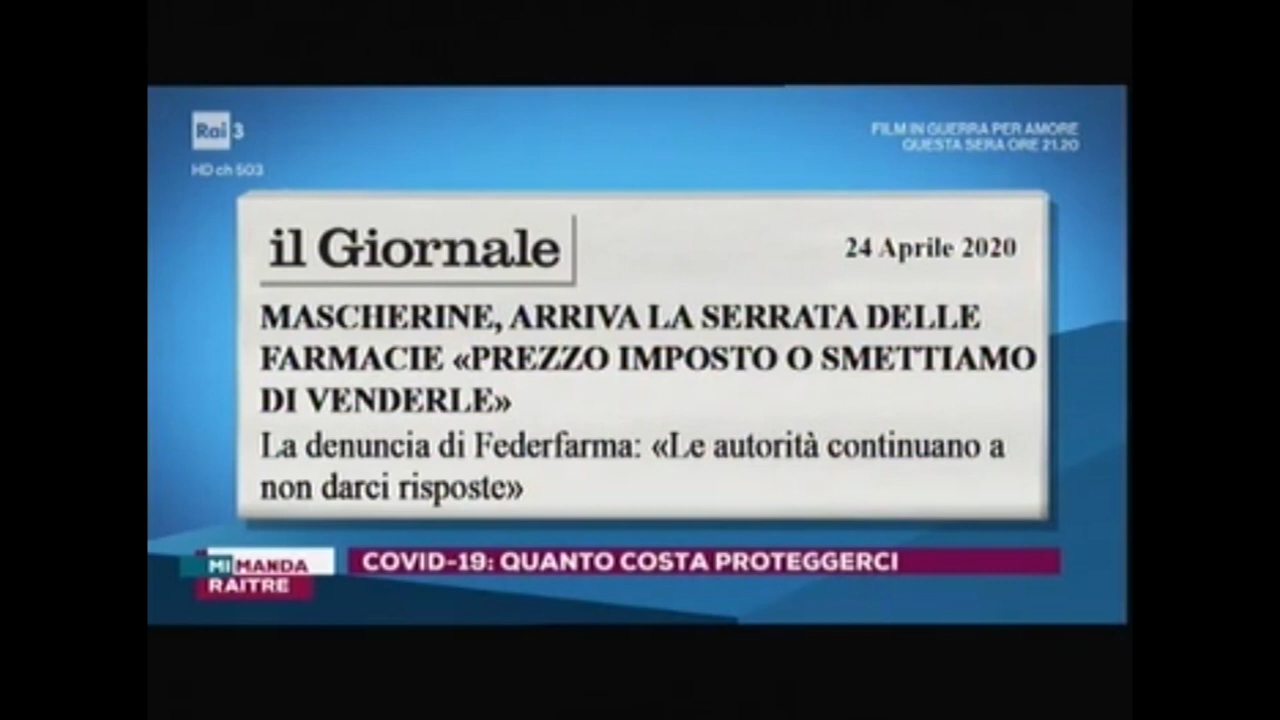 Rai 3
HD ch 503
FILM IN GUERRA PER AMORE
QUESTA SERA ORE 21.20
il Giornale
24 Aprile 2020
MASCHERINE, ARRIVA LA SERRATA DELLE
FARMACIE «PREZZO IMPOSTO O SMETTIAMO
DI VENDERLE»
La denuncia di Federfarma: «Le autorità continuano a
non darci risposte»
MI MANDA
RAITRE
COVID-19: QUANTO COSTA PROTEGGERCI